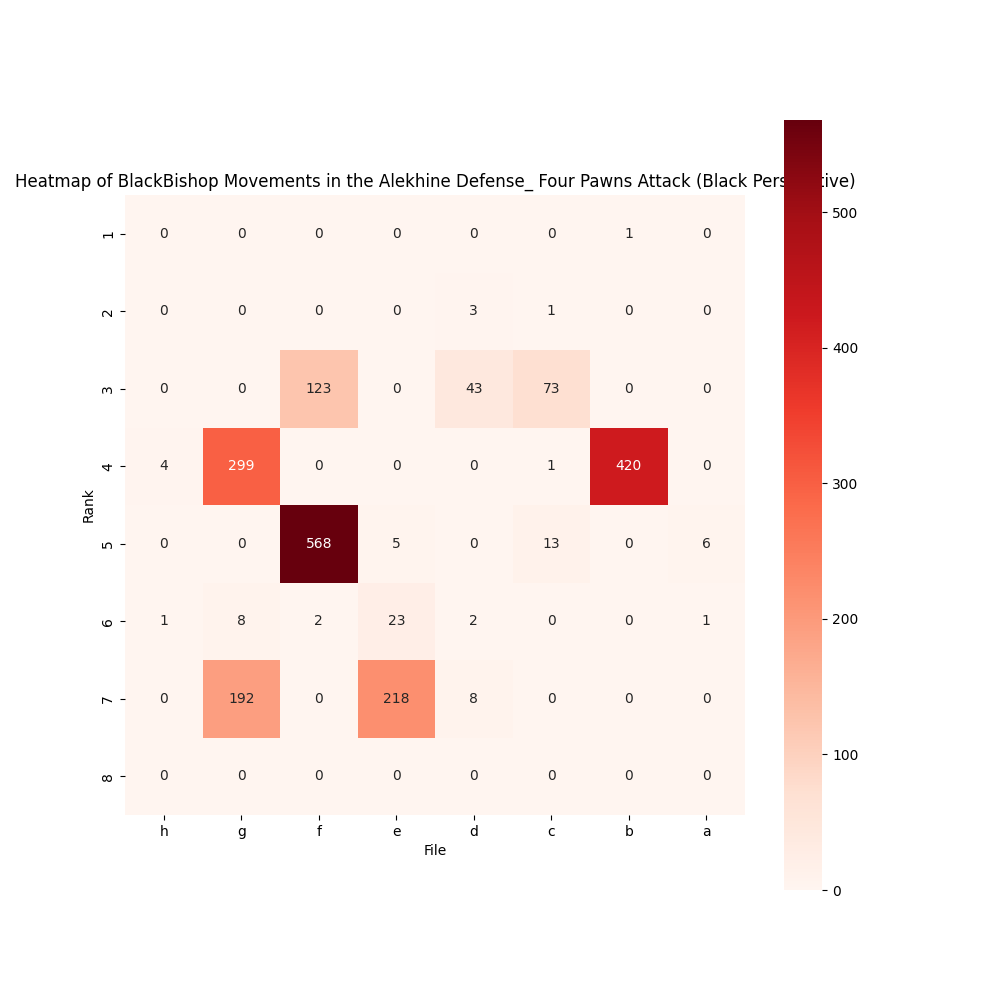 Heatmap of BlackBishop Movements in the Alekhine Defense_ Four Pawns Attack (Black Pers   tive)
500
1 0 0 0 0 0 0 1 0
2 0 0 0 0 3 1 0 0
400
3 0 0 123 0 43 73 0 0
4 4 299 0 0 0 1 420 0
300
Rank
5 0 0 568 5 0 13 0 6
6 1 8 2 23 2 0 0 1
200
7 0 192 0 218 8 0 0 0
100
8 0 0 0 0 0 0 0 0
h g f e d c b a
File
0